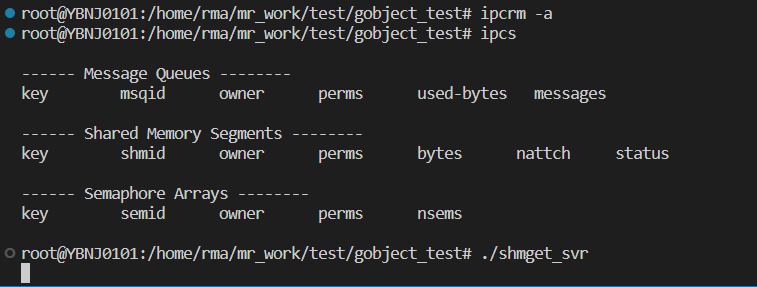 root@YBNJ0101:/home/rma/mr_work/test/gobject_test# ipcrm -a
root@YBNJ0101:/home/rma/mr_work/test/gobject_test# ipcs
------ Message Queues --------
key        msqid      owner      perms      used-bytes   messages
------ Shared Memory Segments --------
key        shmid      owner      perms      bytes      nattch     status
------ Semaphore Arrays --------
key        semid      owner      perms      nsems
root@YBNJ0101:/home/rma/mr_work/test/gobject_test# ./shmget_svr